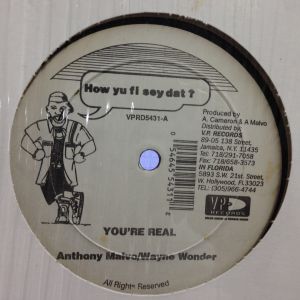 How yu fi sey dat ?
VPRD5431-A
Produced by
A. Cameron & A Malvo
Distributed by:
V.P. RECORDS
89-05 138 Street,
Jamaica, N.Y. 11435
Tel: 718/291-7058
Fax: 718/658-3573
IN FLORIDA
5893 S.W. 21st. Street,
W. Hollywood, Fl.33023
TEL: (305)966-4744
VP
RECORDS
YOU'RE REAL
Anthony Malvo/Wayne Wonder
All Rights Reserved